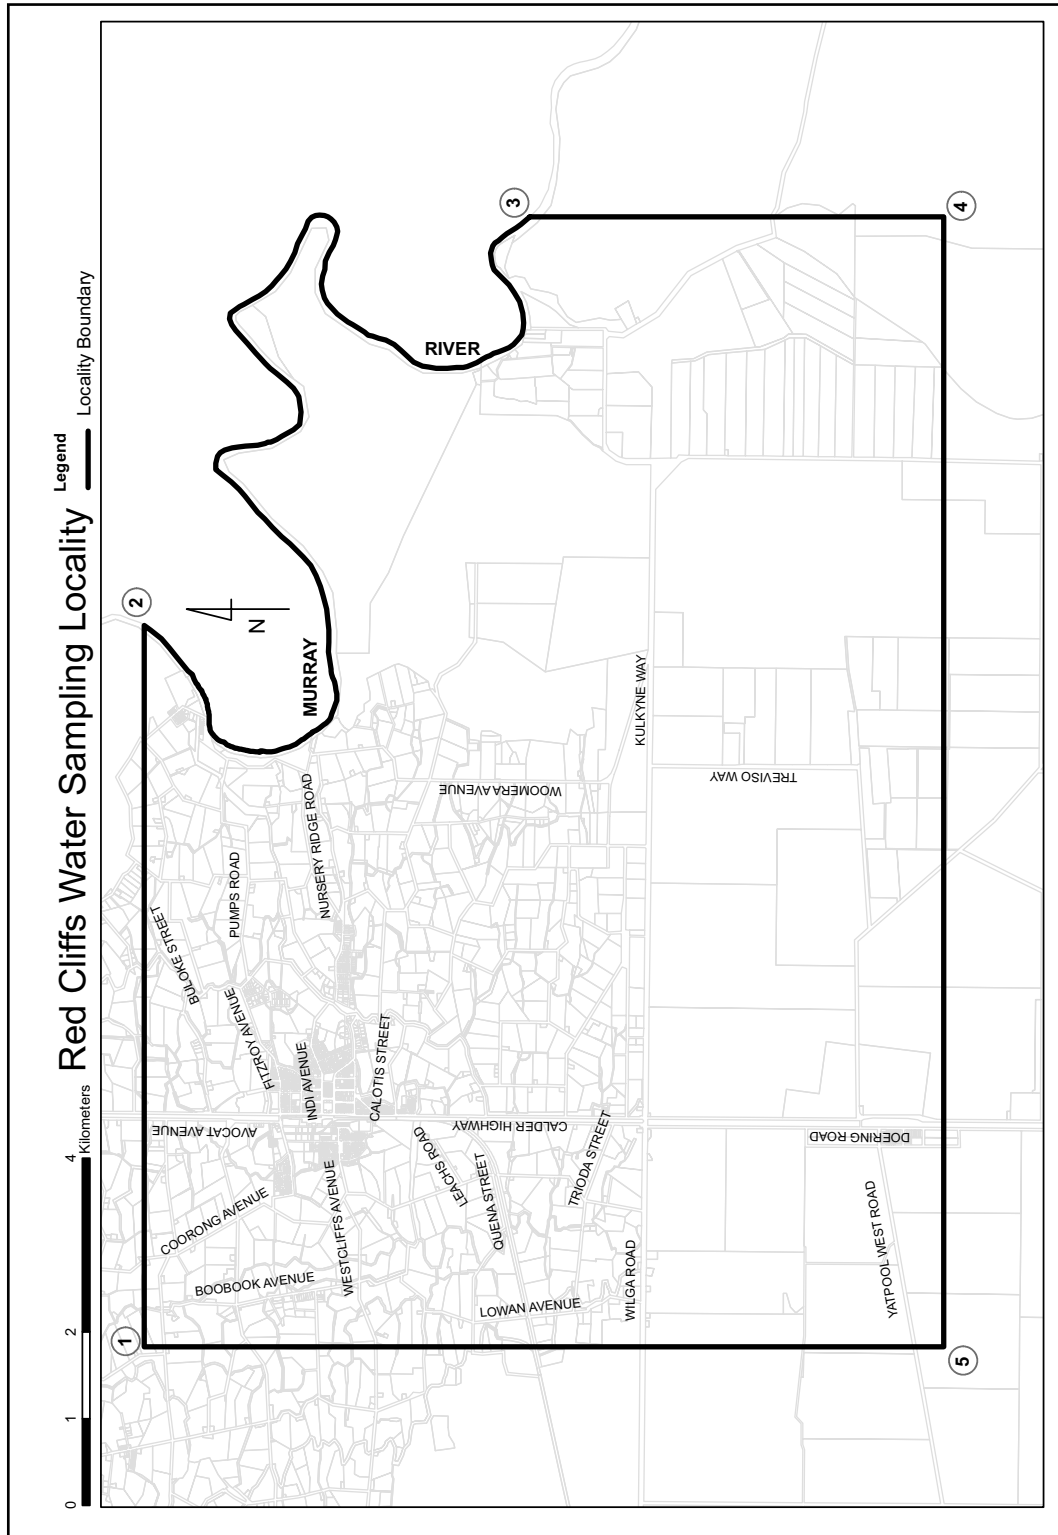 Red Cliffs Water Sampling Locality
Legend
Locality Boundary
0 1 2 4
Kilometers
1
2
3
4
5
N
MURRAY
RIVER
BULOKE STREET
PUMPS ROAD
NURSERY RIDGE ROAD
FITZROY AVENUE
INDI AVENUE
CALOTIS STREET
AVOCAT AVENUE
CALDER HIGHWAY
COORONG AVENUE
BOOBOOK AVENUE
WESTCLIFFS AVENUE
LEACHS ROAD
QUENA STREET
LOWAN AVENUE
TRIODA STREET
WILGA ROAD
WOOMERA AVENUE
KULKYNE WAY
TREVISO WAY
DOERING ROAD
YATPOOL WEST ROAD